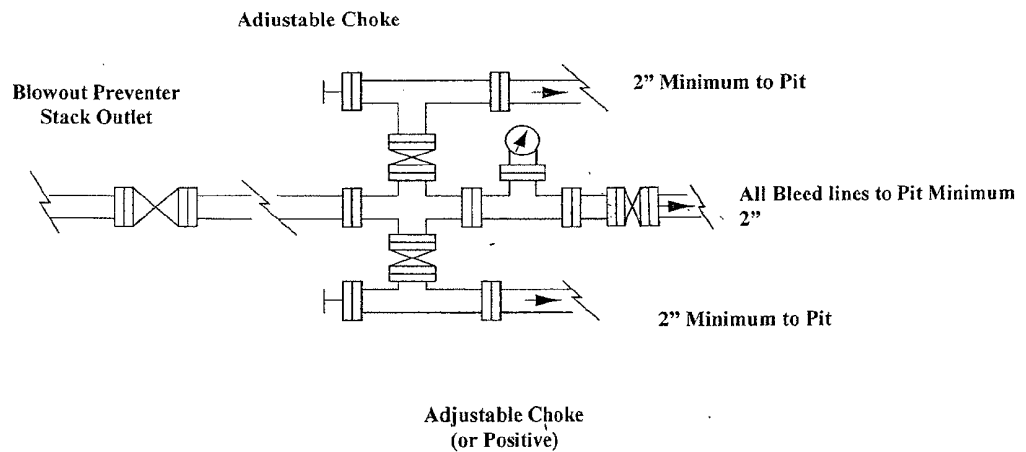 Adjustable Choke
Blowout Preventer
Stack Outlet
2” Minimum to Pit
All Bleed lines to Pit Minimum
2”
2” Minimum to Pit
Adjustable Choke
(or Positive)